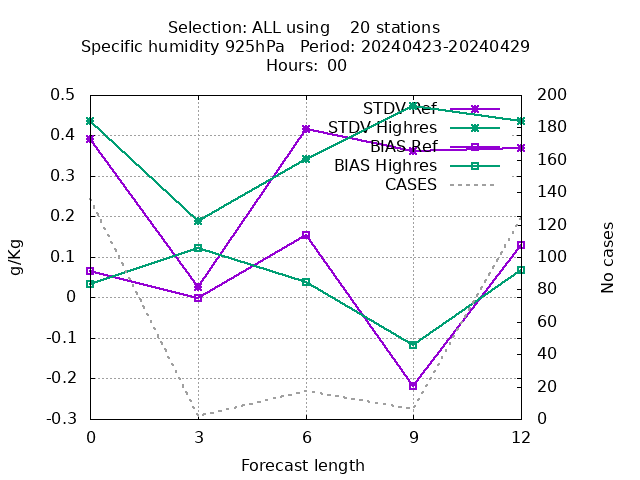 Selection: ALL using 20 stations
Specific humidity 925hPa Period: 20240423-20240429
Hours: 00
0.5
0.4
0.3
0.2
0.1
0
-0.1
-0.2
-0.3
g/Kg
STDV Ref
STDV Highres
BIAS Ref
BIAS Highres
CASES
200
180
160
140
120
100
80
60
40
20
0
No cases
0 3 6 9 12
Forecast length